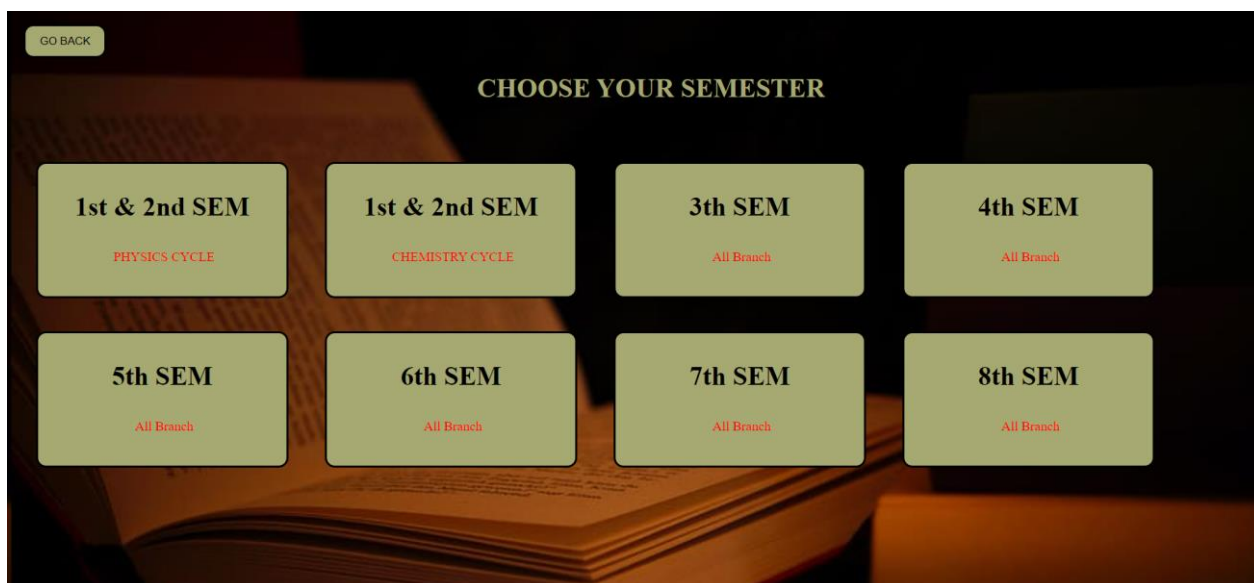 GO BACK
CHOOSE YOUR SEMESTER
1st & 2nd SEM
PHYSICS CYCLE
1st & 2nd SEM
CHEMISTRY CYCLE
3th SEM
All Branch
4th SEM
All Branch
5th SEM
All Branch
6th SEM
All Branch
7th SEM
All Branch
8th SEM
All Branch